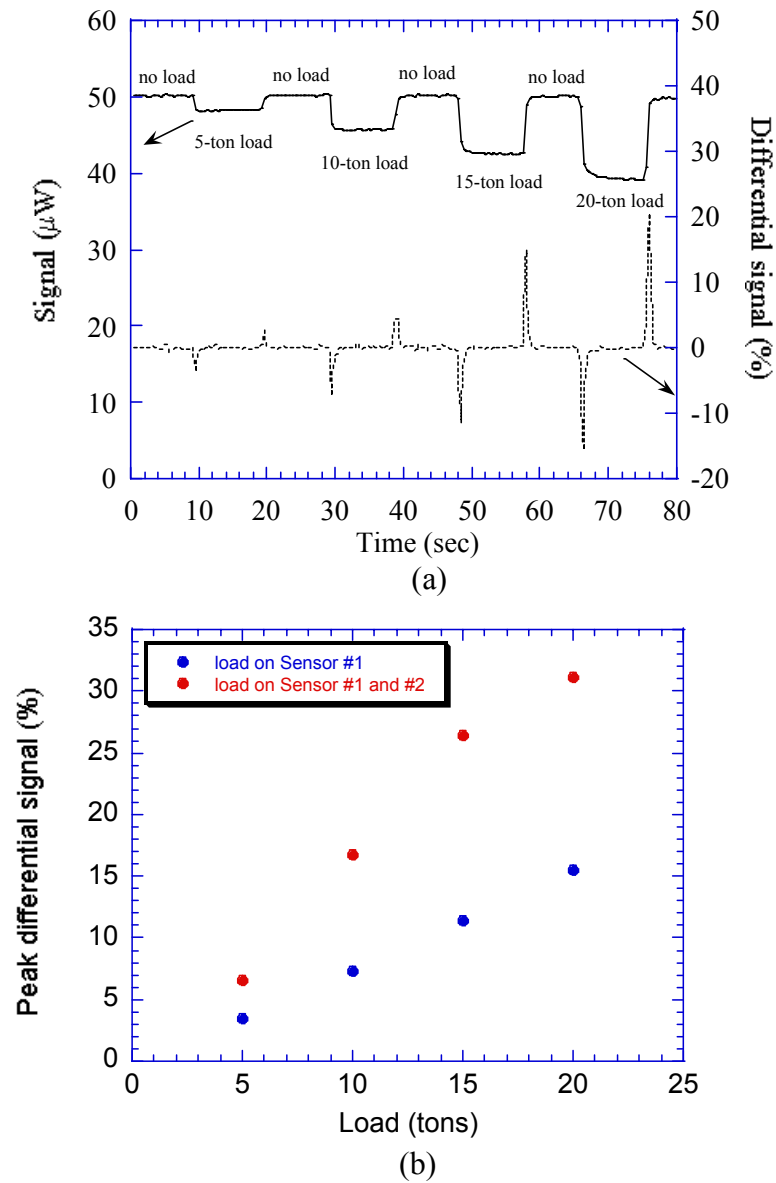 60
50
40
30
20
10
0
50
40
30
20
10
0
-10
-20
0 10 20 30 40 50 60 70 80
Signal (μW)
Differential signal (%)
Time (sec)
no load no load no load no load
5-ton load
10-ton load
15-ton load
20-ton load
(a)
35
30
25
20
15
10
5
0
0 5 10 15 20 25
Peak differential signal (%)
Load (tons)
load on Sensor #1
load on Sensor #1 and #2
(b)